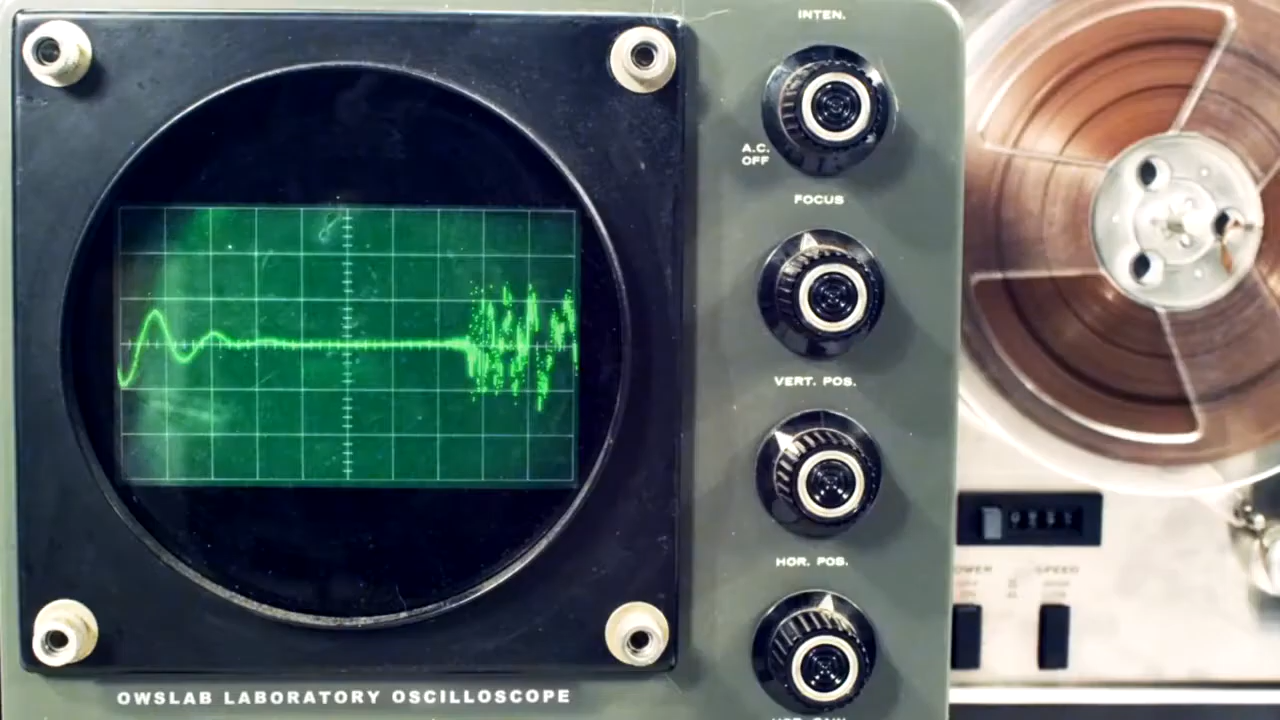 INTEN.
A.C.
OFF
FOCUS
VERT. POS.
HOR. POS.
OWSLAB LABORATORY OSCILLOSCOPE
SPEED